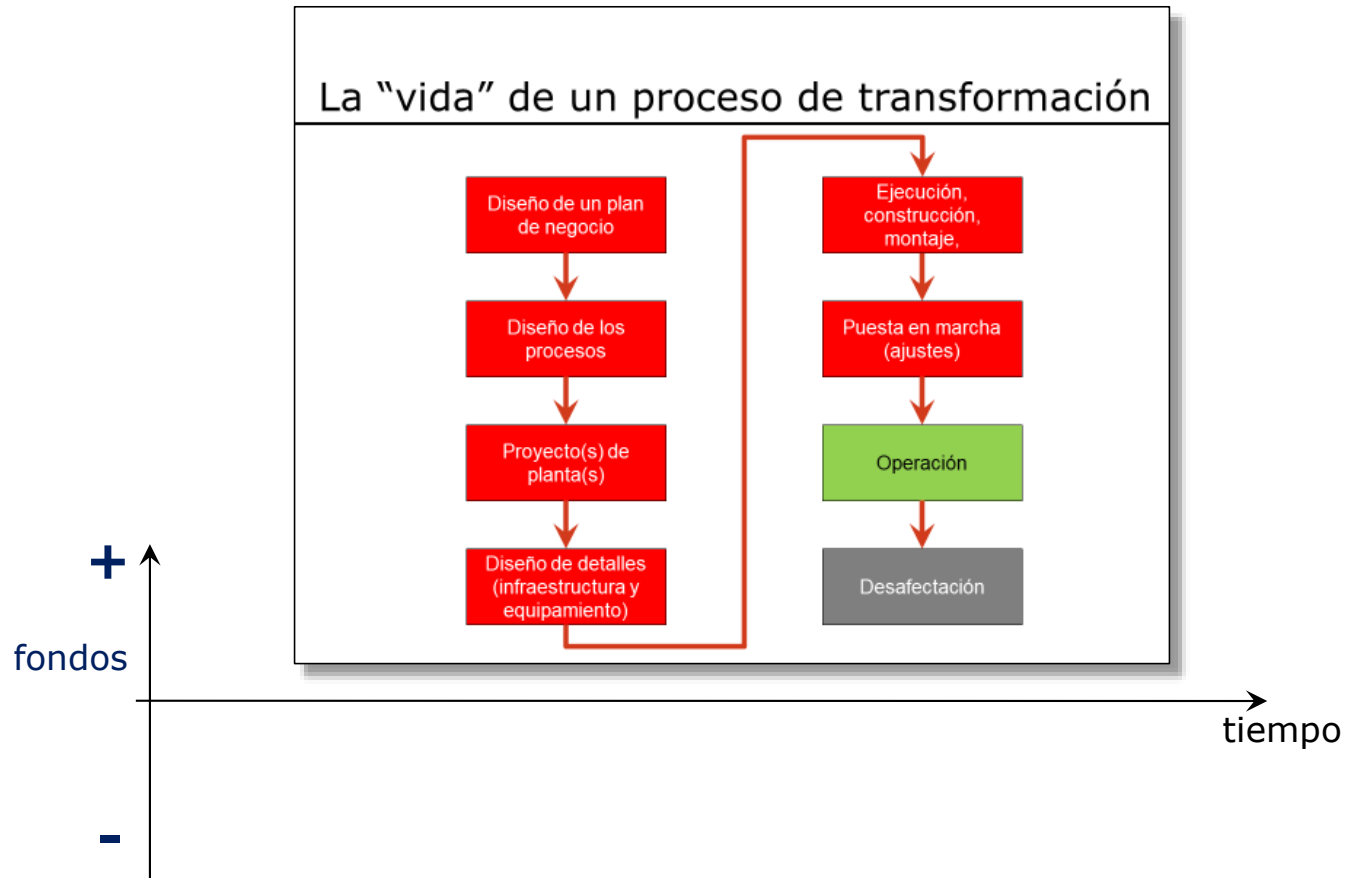 La “vida” de un proceso de transformación
Diseño de un plan
de negocio
Diseño de los
procesos
Proyecto(s) de
planta(s)
Diseño de detalles
(infraestructura y
equipamiento)
Ejecución,
construcción,
montaje,
Puesta en marcha
(ajustes)
Operación
Desafectación
+
fondos
tiempo
-